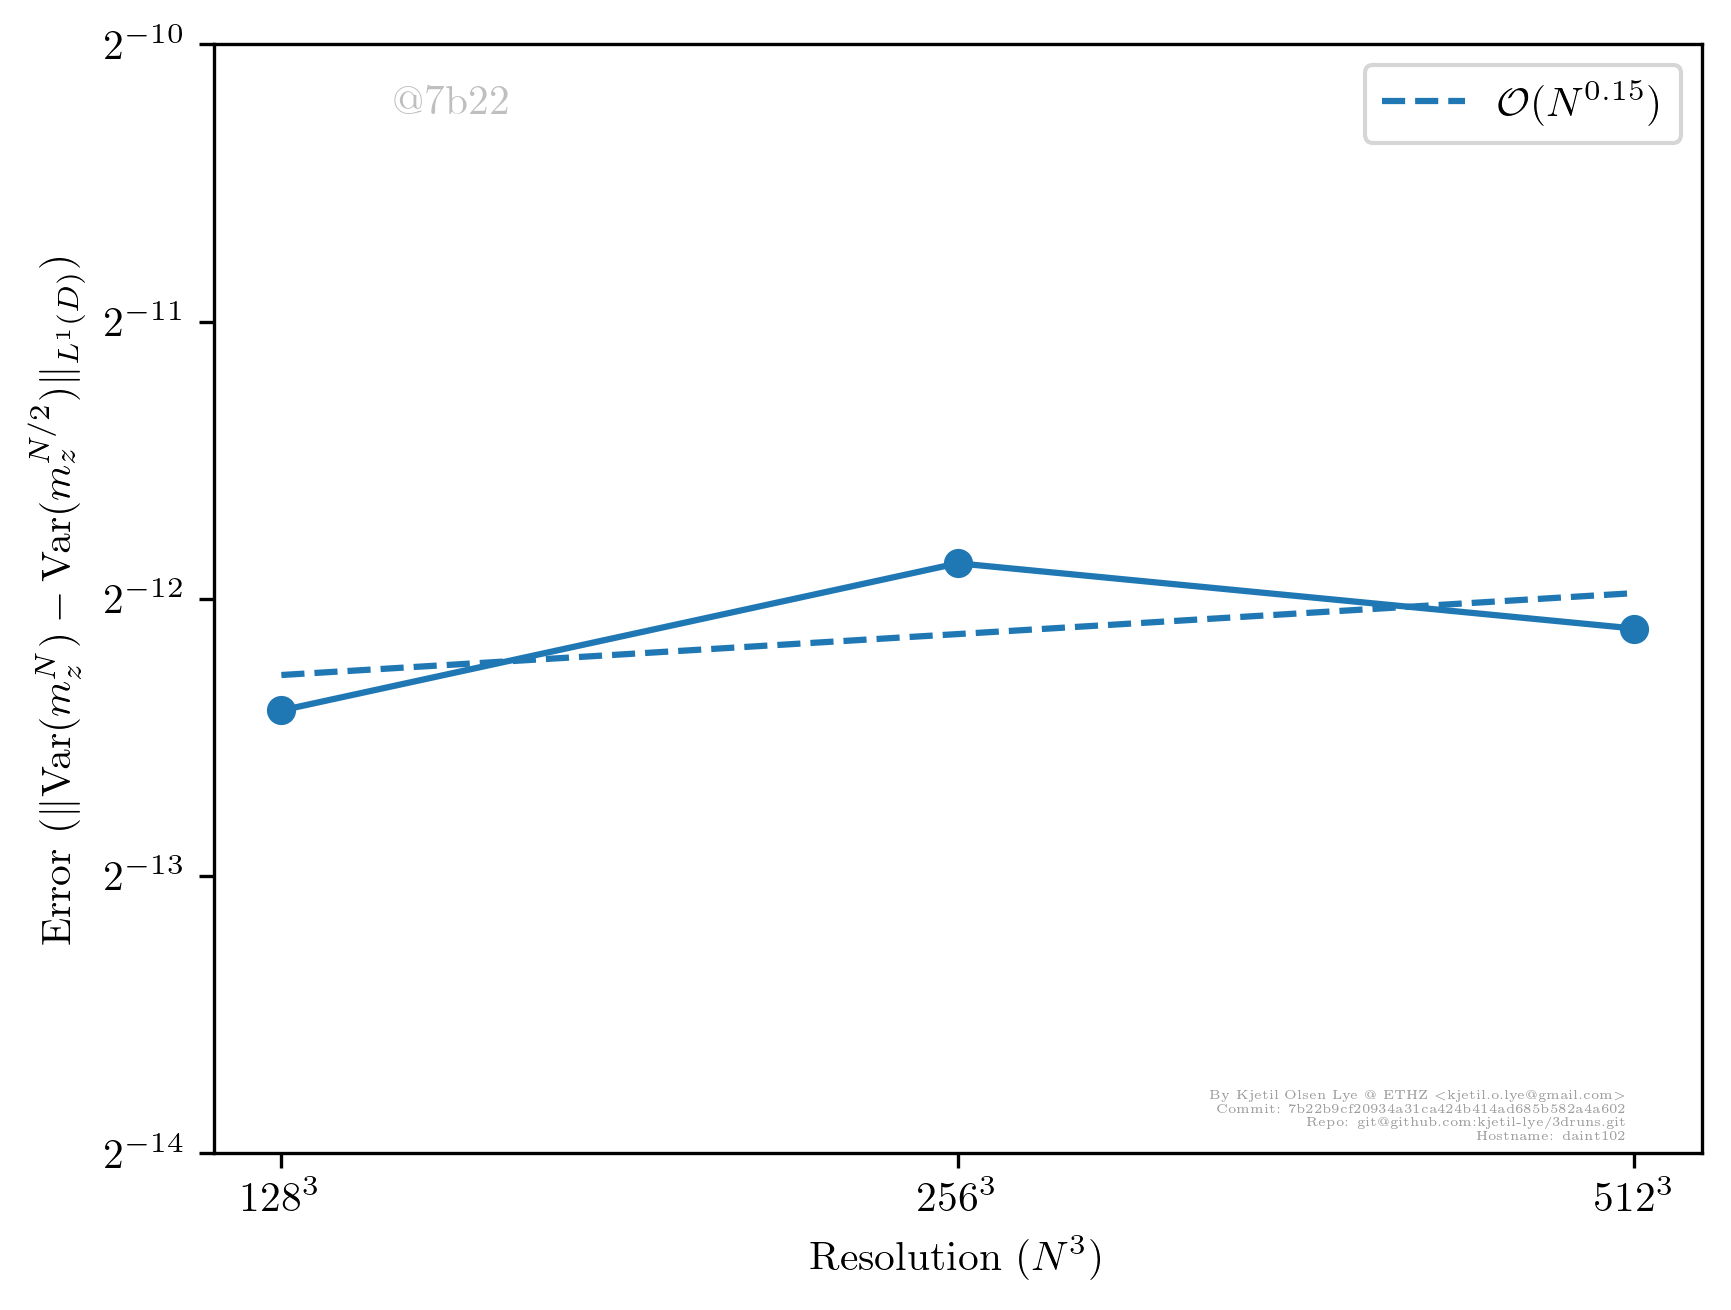 2^{-10}
@7b22
O(N^{0.15})
2^{-11}
2^{-12}
2^{-13}
2^{-14}
Error (‖Var(m_z^N) − Var(m_z^{N/2})‖_{L^1(D)})
By Kjetil Olsen Lye @ ETHZ <kjetil.o.lye@gmail.com>
Commit: 7b22b9cf20934a31ca424b414ad685b582a4a602
Repo: git@github.com:kjetil-lye/3druns.git
Hostname: daint102
128^3 256^3 512^3
Resolution (N^3)